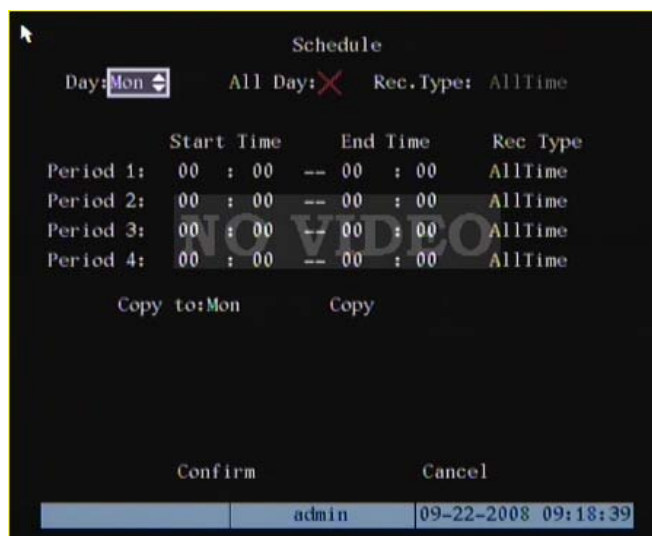 Schedule
Day: Mon All Day: Rec.Type: AllTime
Start Time End Time Rec Type
Period 1: 00 : 00 -- 00 : 00 AllTime
Period 2: 00 : 00 -- 00 : 00 AllTime
Period 3: 00 : 00 -- 00 : 00 AllTime
Period 4: 00 : 00 -- 00 : 00 AllTime
NO VIDEO
Copy to:Mon Copy
Confirm Cancel
admin 09-22-2008 09:18:39